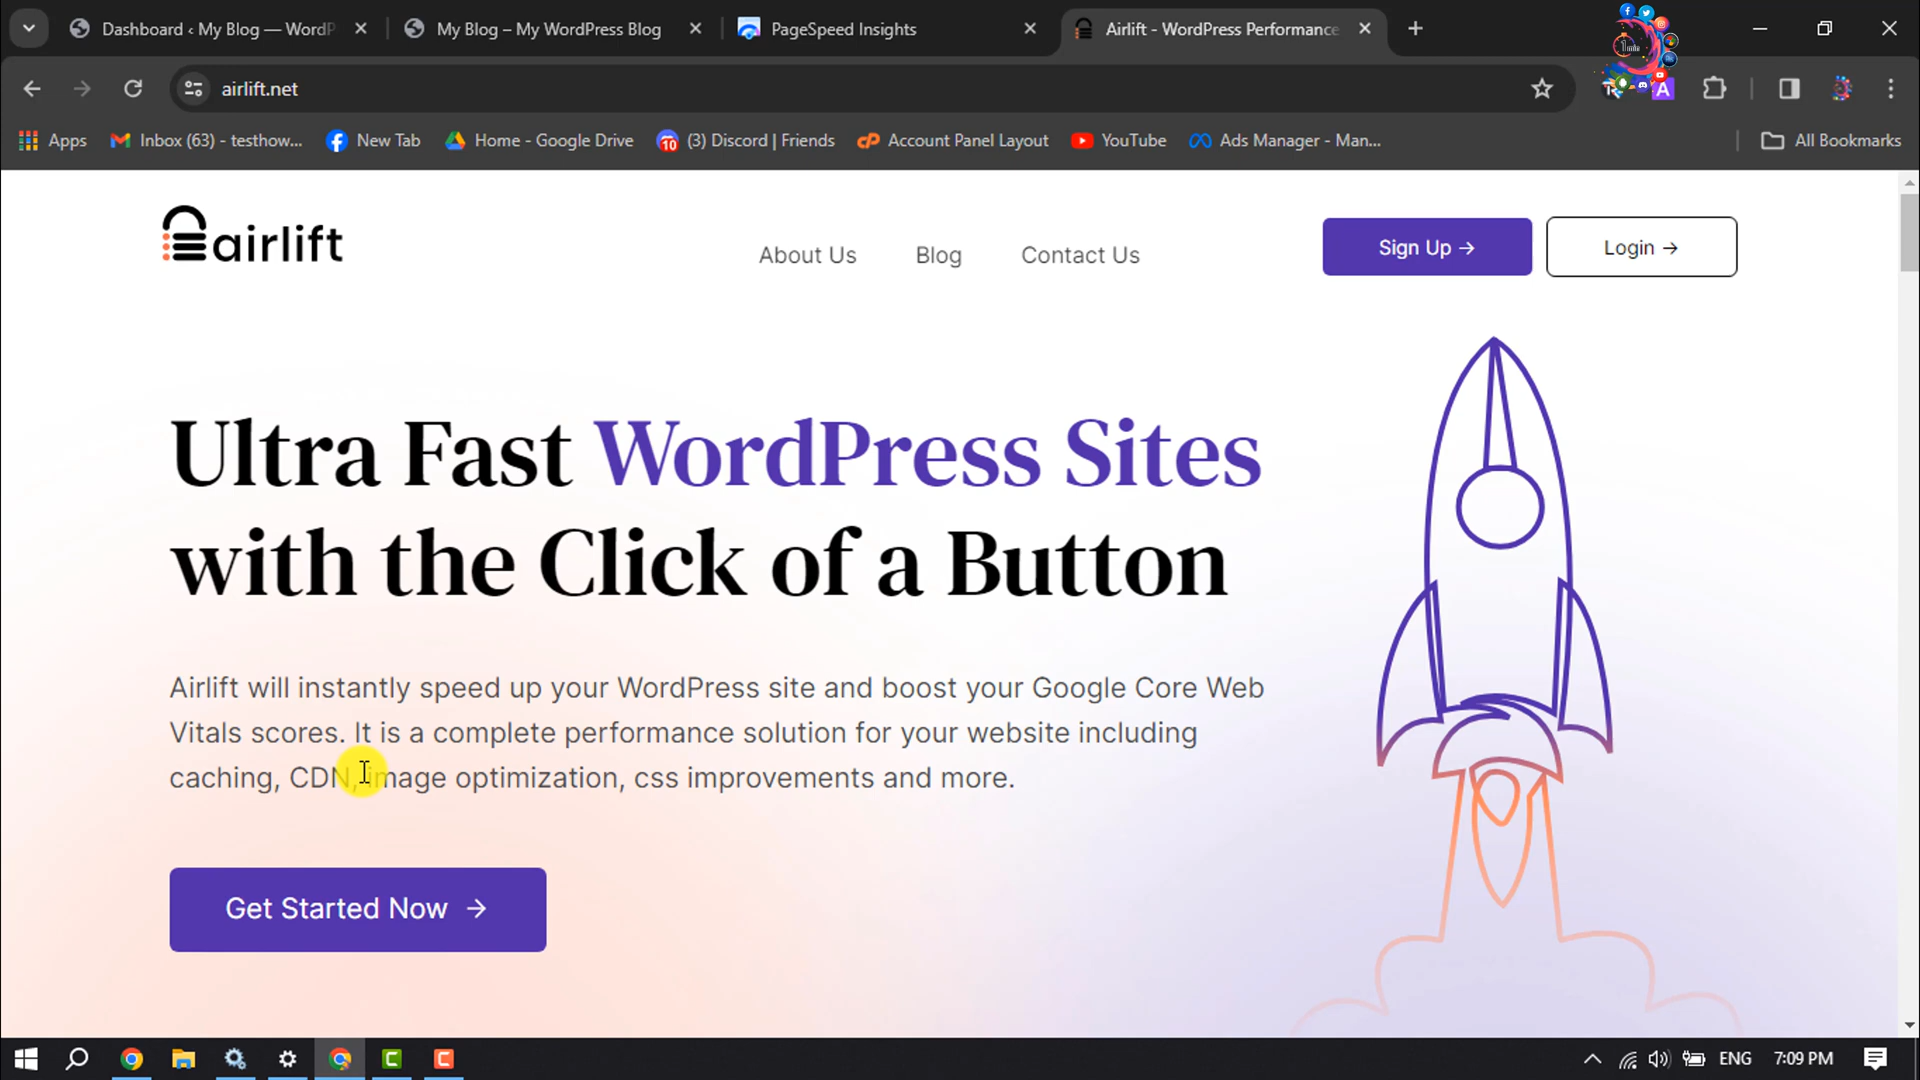 Dashboard ‹ My Blog — WordP
My Blog – My WordPress Blog
PageSpeed Insights
Airlift - WordPress Performance
airlift.net
Apps
Inbox (63) - testhow...
New Tab
Home - Google Drive
(3) Discord | Friends
Account Panel Layout
YouTube
Ads Manager - Man...
All Bookmarks
airlift
About Us
Blog
Contact Us
Sign Up →
Login →
Ultra Fast WordPress Sites
with the Click of a Button
Airlift will instantly speed up your WordPress site and boost your Google Core Web
Vitals scores. It is a complete performance solution for your website including
caching, CDN, image optimization, css improvements and more.
Get Started Now →
ENG
7:09 PM